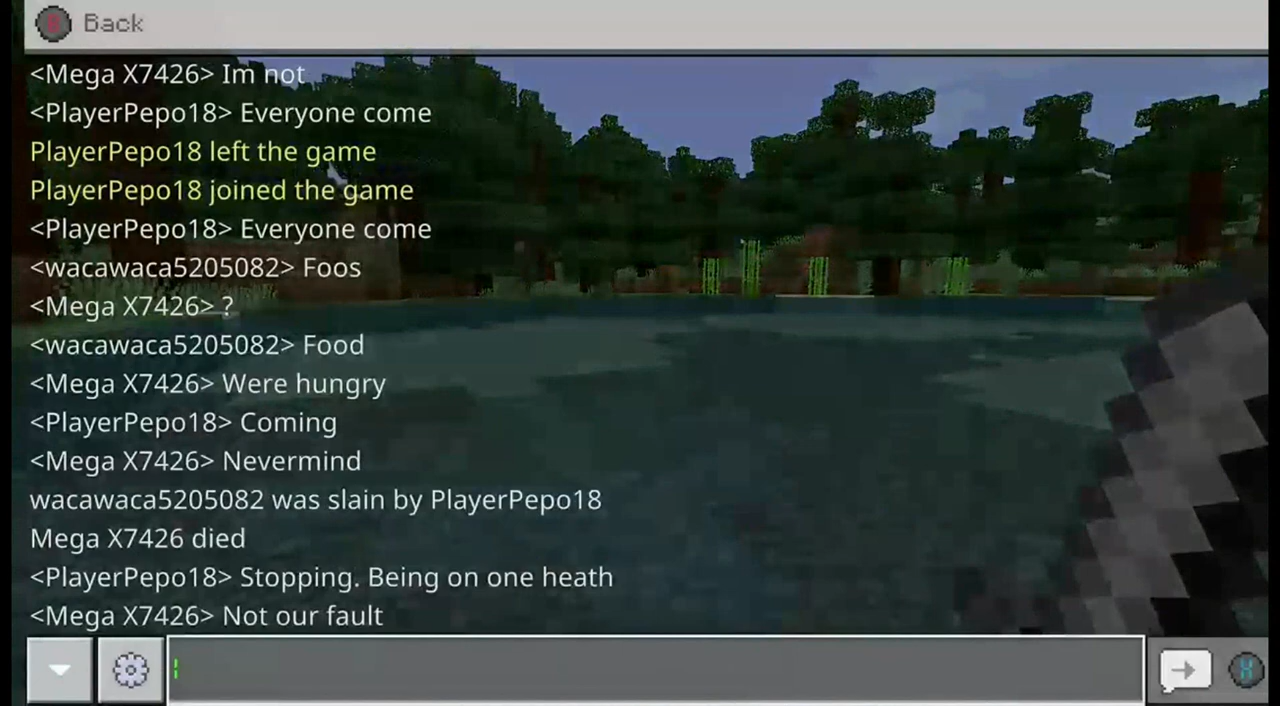 Back
<Mega X7426> Im not
<PlayerPepo18> Everyone come
PlayerPepo18 left the game
PlayerPepo18 joined the game
<PlayerPepo18> Everyone come
<wacawaca5205082> Foos
<Mega X7426> ?
<wacawaca5205082> Food
<Mega X7426> Were hungry
<PlayerPepo18> Coming
<Mega X7426> Nevermind
wacawaca5205082 was slain by PlayerPepo18
Mega X7426 died
<PlayerPepo18> Stopping. Being on one heath
<Mega X7426> Not our fault
X